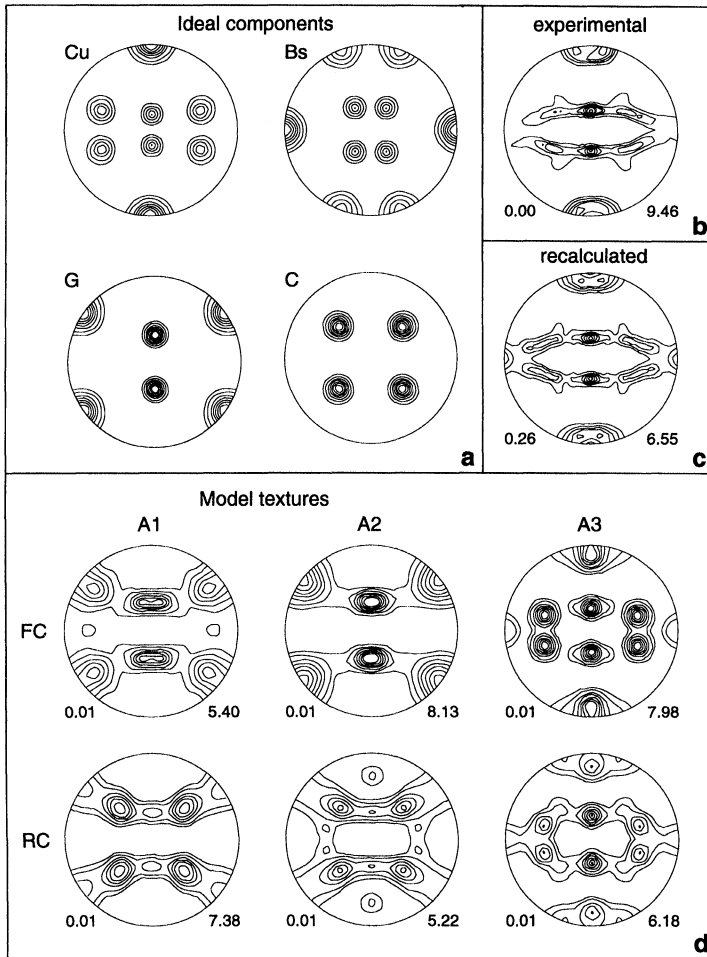 Ideal components
Cu
Bs
G
C
a
experimental
0.00 9.46
b
recalculated
0.26 6.55
c
Model textures
A1 A2 A3
FC
0.01 5.40 0.01 8.13 0.01 7.98
RC
0.01 7.38 0.01 5.22 0.01 6.18
d